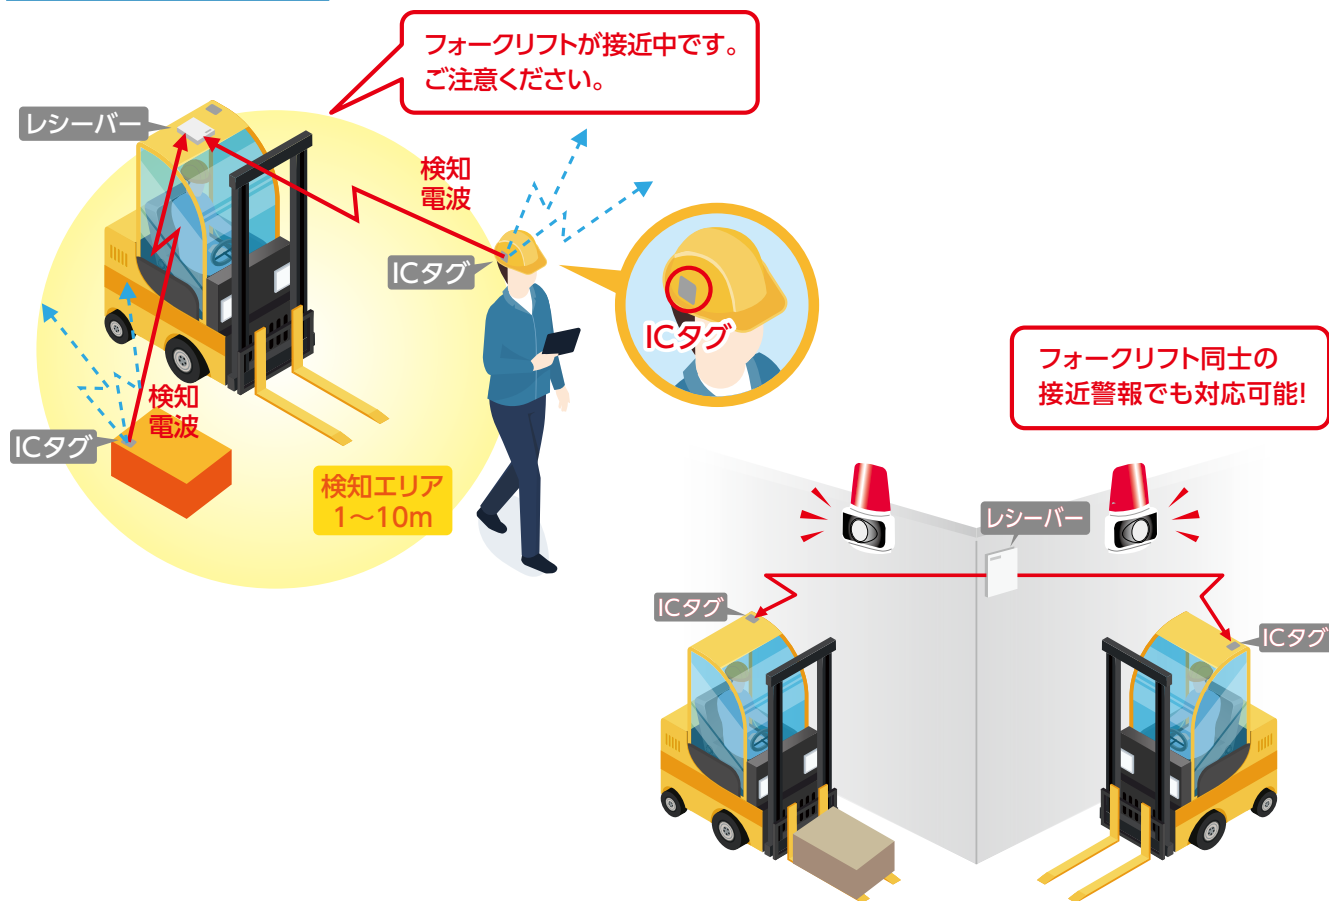 フォークリフトが接近中です。
ご注意ください。
レシーバー
検知
電波
ICタグ
ICタグ
検知
電波
ICタグ
検知エリア
1〜10m
フォークリフト同士の
接近警報でも対応可能!
レシーバー
ICタグ
ICタグ